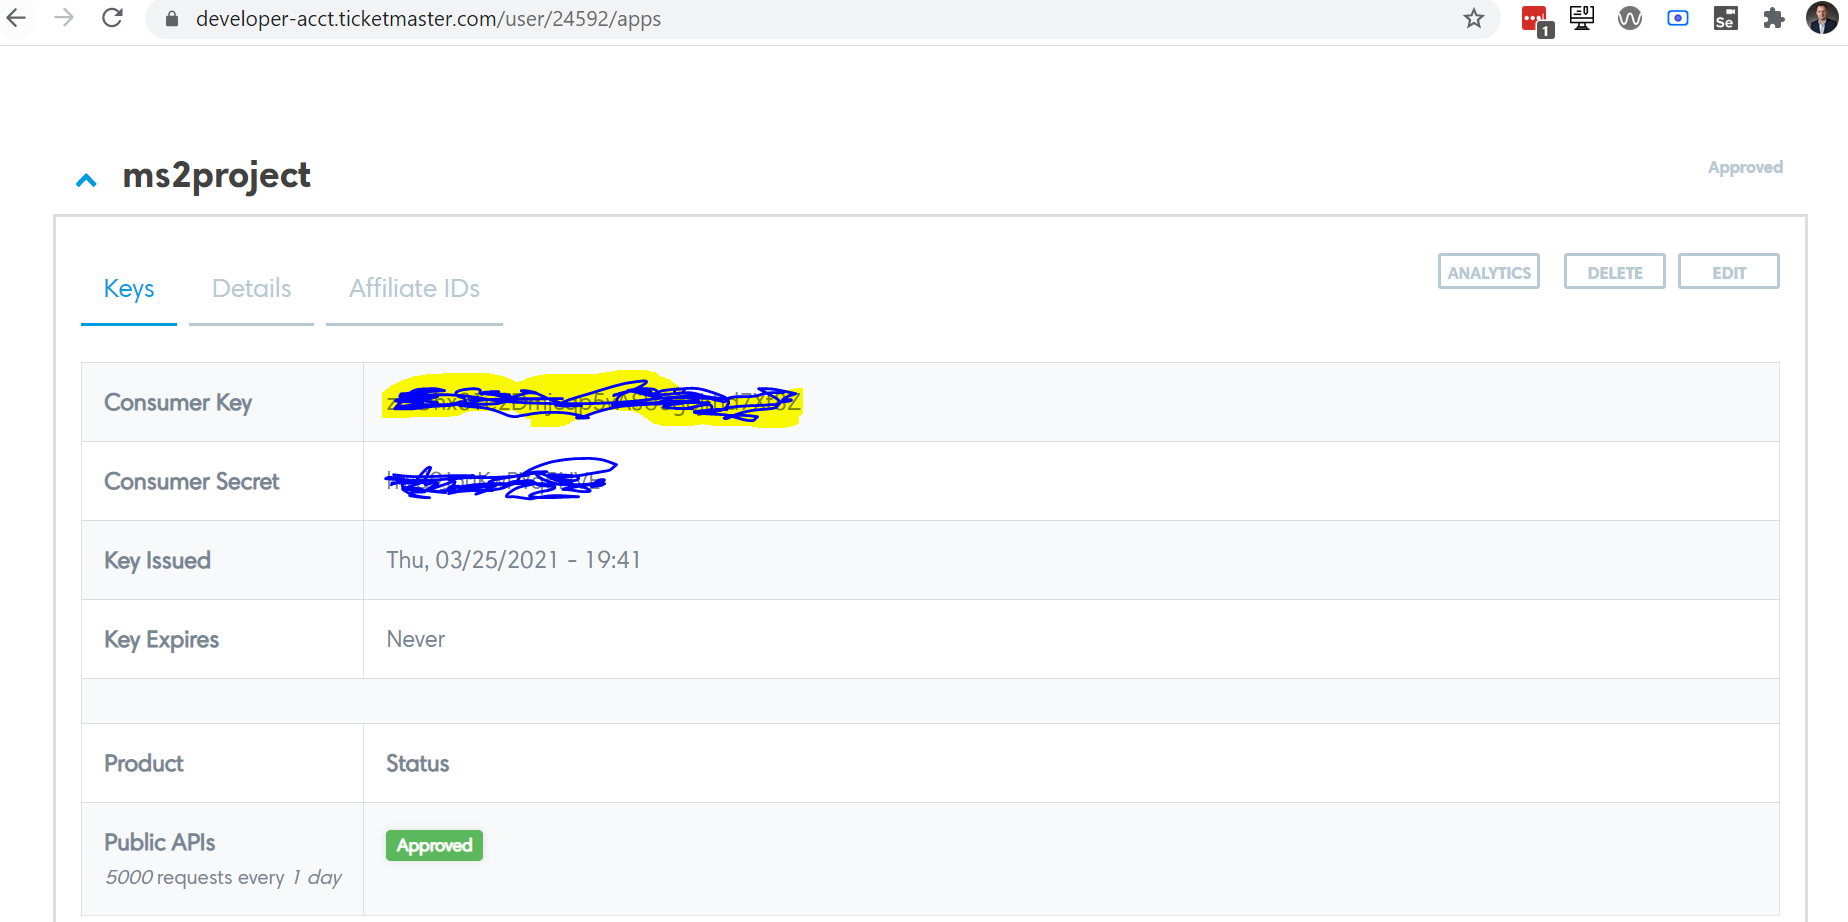 developer-acct.ticketmaster.com/user/24592/apps
1
Se
ms2project
Approved
Keys
Details
Affiliate IDs
ANALYTICS
DELETE
EDIT
Consumer Key
Consumer Secret
Key Issued
Thu, 03/25/2021 - 19:41
Key Expires
Never
Product
Status
Public APIs
Approved
5000 requests every 1 day